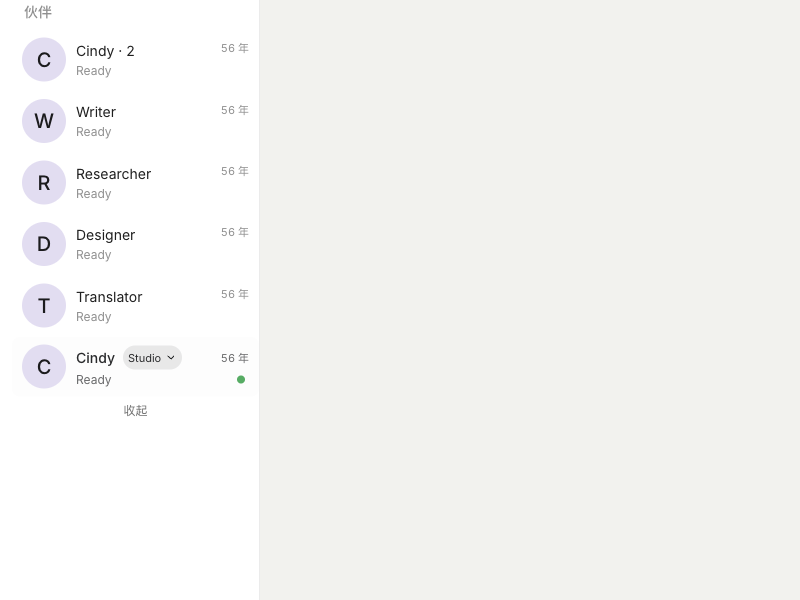 伙伴
C Cindy · 2 56 年
Ready
W Writer 56 年
Ready
R Researcher 56 年
Ready
D Designer 56 年
Ready
T Translator 56 年
Ready
C Cindy Studio 56 年
Ready
收起